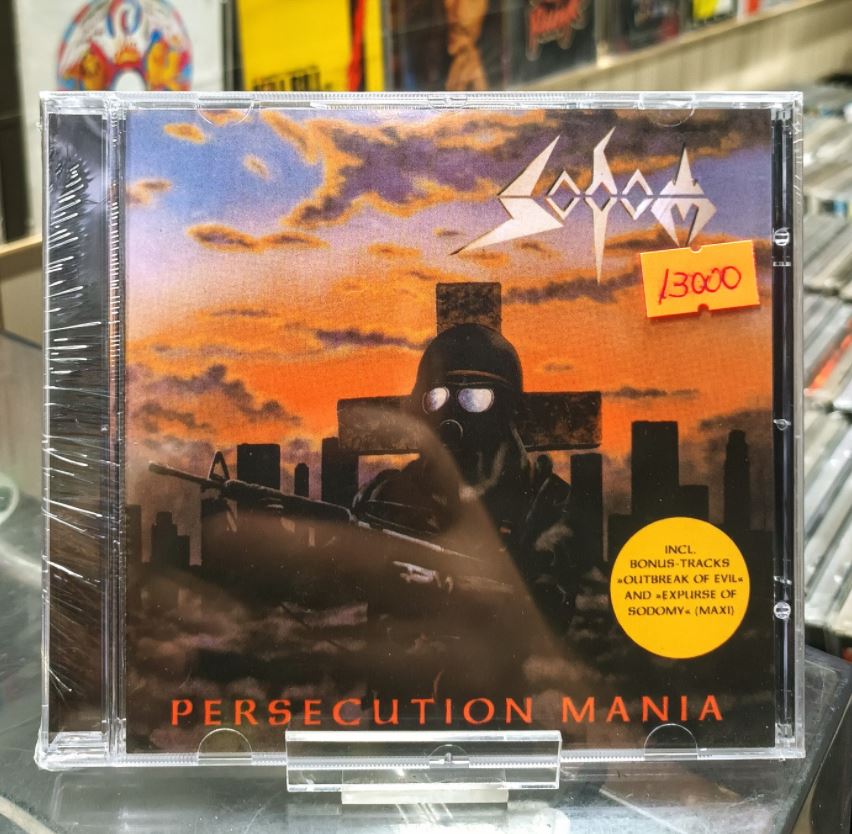 SODOM
13000
INCL.
BONUS-TRACKS
»OUTBREAK OF EVIL«
AND »EXPURSE OF
SODOMY« (MAXI)
PERSECUTION MANIA